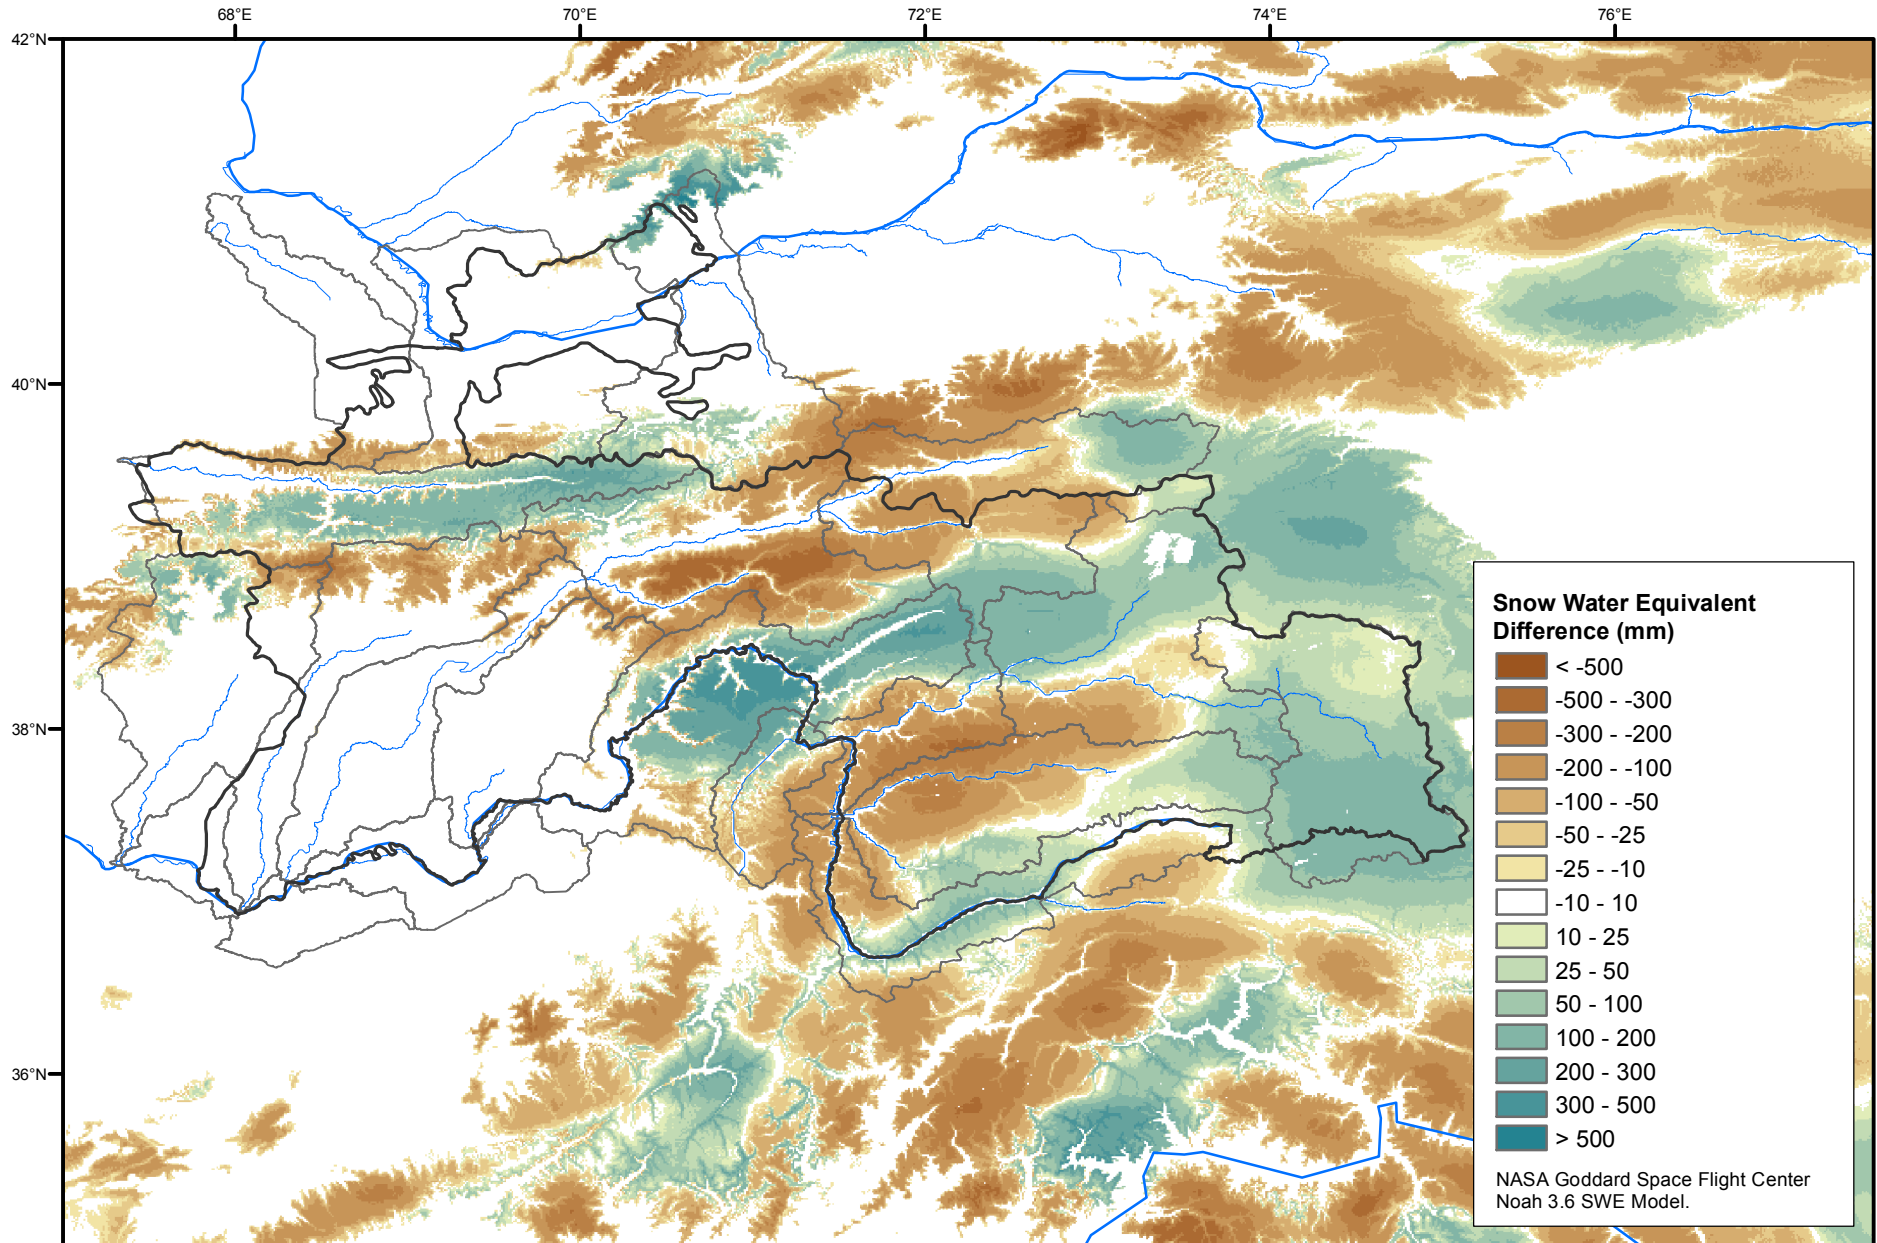 68°E 70°E 72°E 74°E 76°E
42°N
40°N
38°N
36°N
Snow Water Equivalent
Difference (mm)
< -500
-500 - -300
-300 - -200
-200 - -100
-100 - -50
-50 - -25
-25 - -10
-10 - 10
10 - 25
25 - 50
50 - 100
100 - 200
200 - 300
300 - 500
> 500
NASA Goddard Space Flight Center
Noah 3.6 SWE Model.